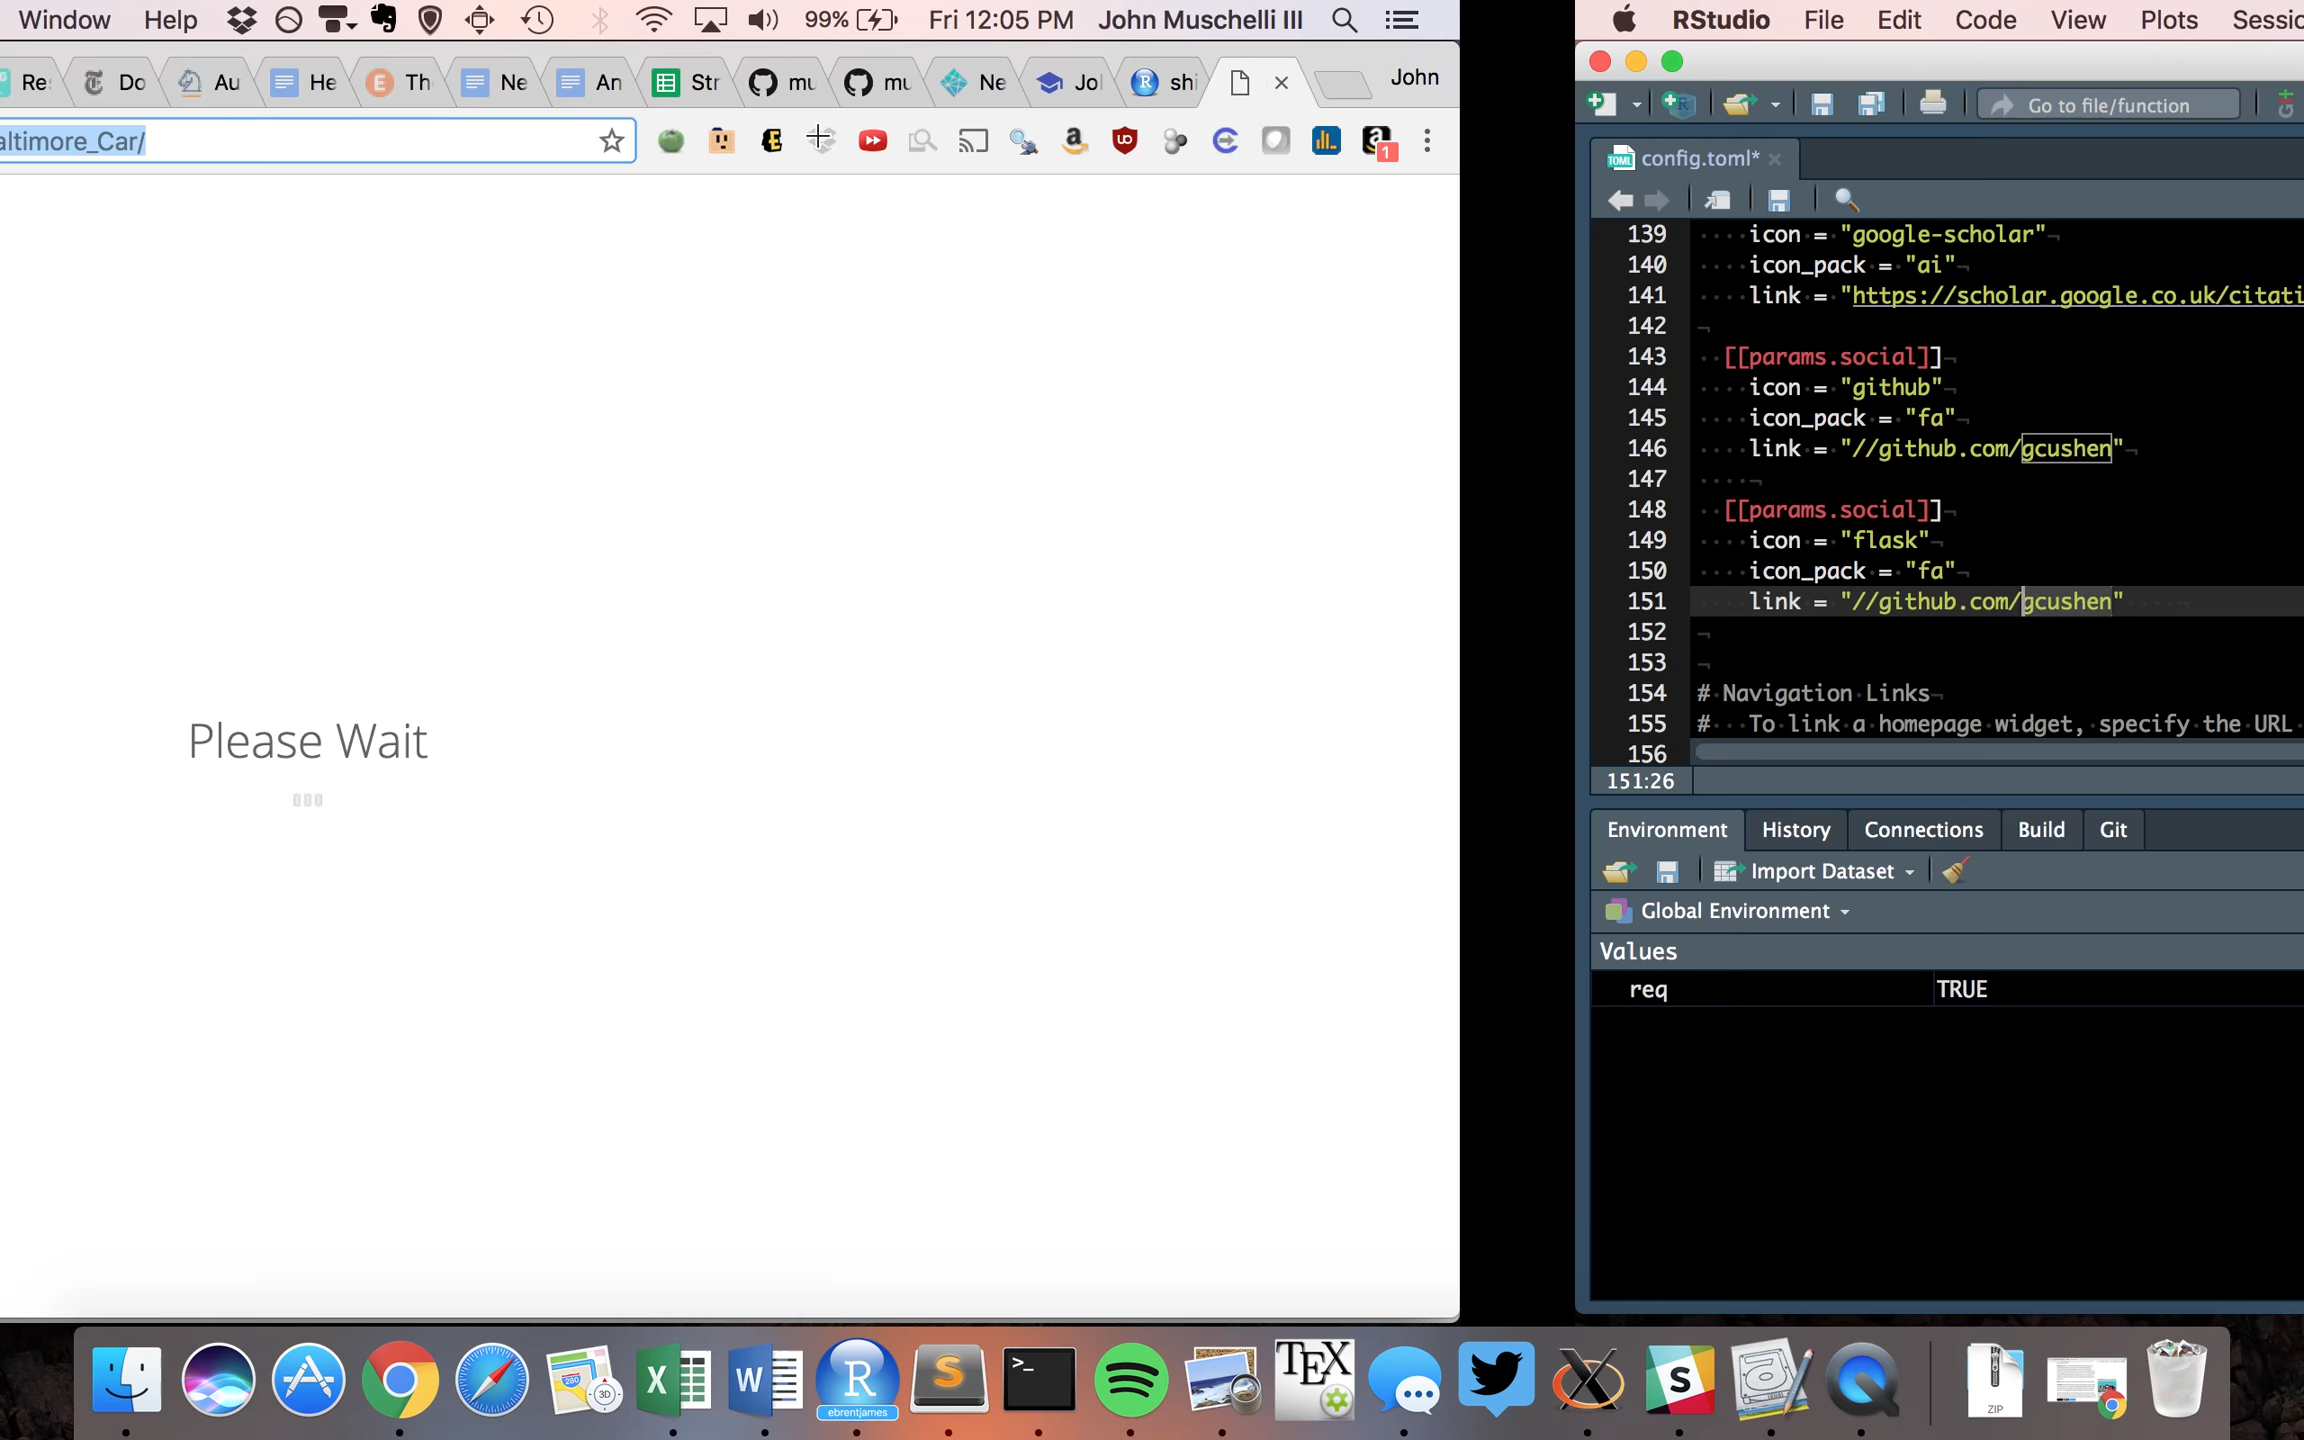 Window Help 99% Fri 12:05 PM John Muschelli III
Re Do Au He Th Ne An Str mu mu Ne Jol shi John
altimore_Car/
1
Please Wait
RStudio File Edit Code View Plots Sessio
Go to file/function
config.toml*
139 icon = "google-scholar"
140 icon_pack = "ai"
141 link = "https://scholar.google.co.uk/citati
142
143 [[params.social]]
144 icon = "github"
145 icon_pack = "fa"
146 link = "//github.com/gcushen"
147
148 [[params.social]]
149 icon = "flask"
150 icon_pack = "fa"
151 link = "//github.com/gcushen"
152
153
154 # Navigation Links
155 # To link a homepage widget, specify the URL
156
151:26
Environment History Connections Build Git
Import Dataset
Global Environment
Values
req TRUE
280 3D X W R S >_ TEX S ZIP
ebrentjames